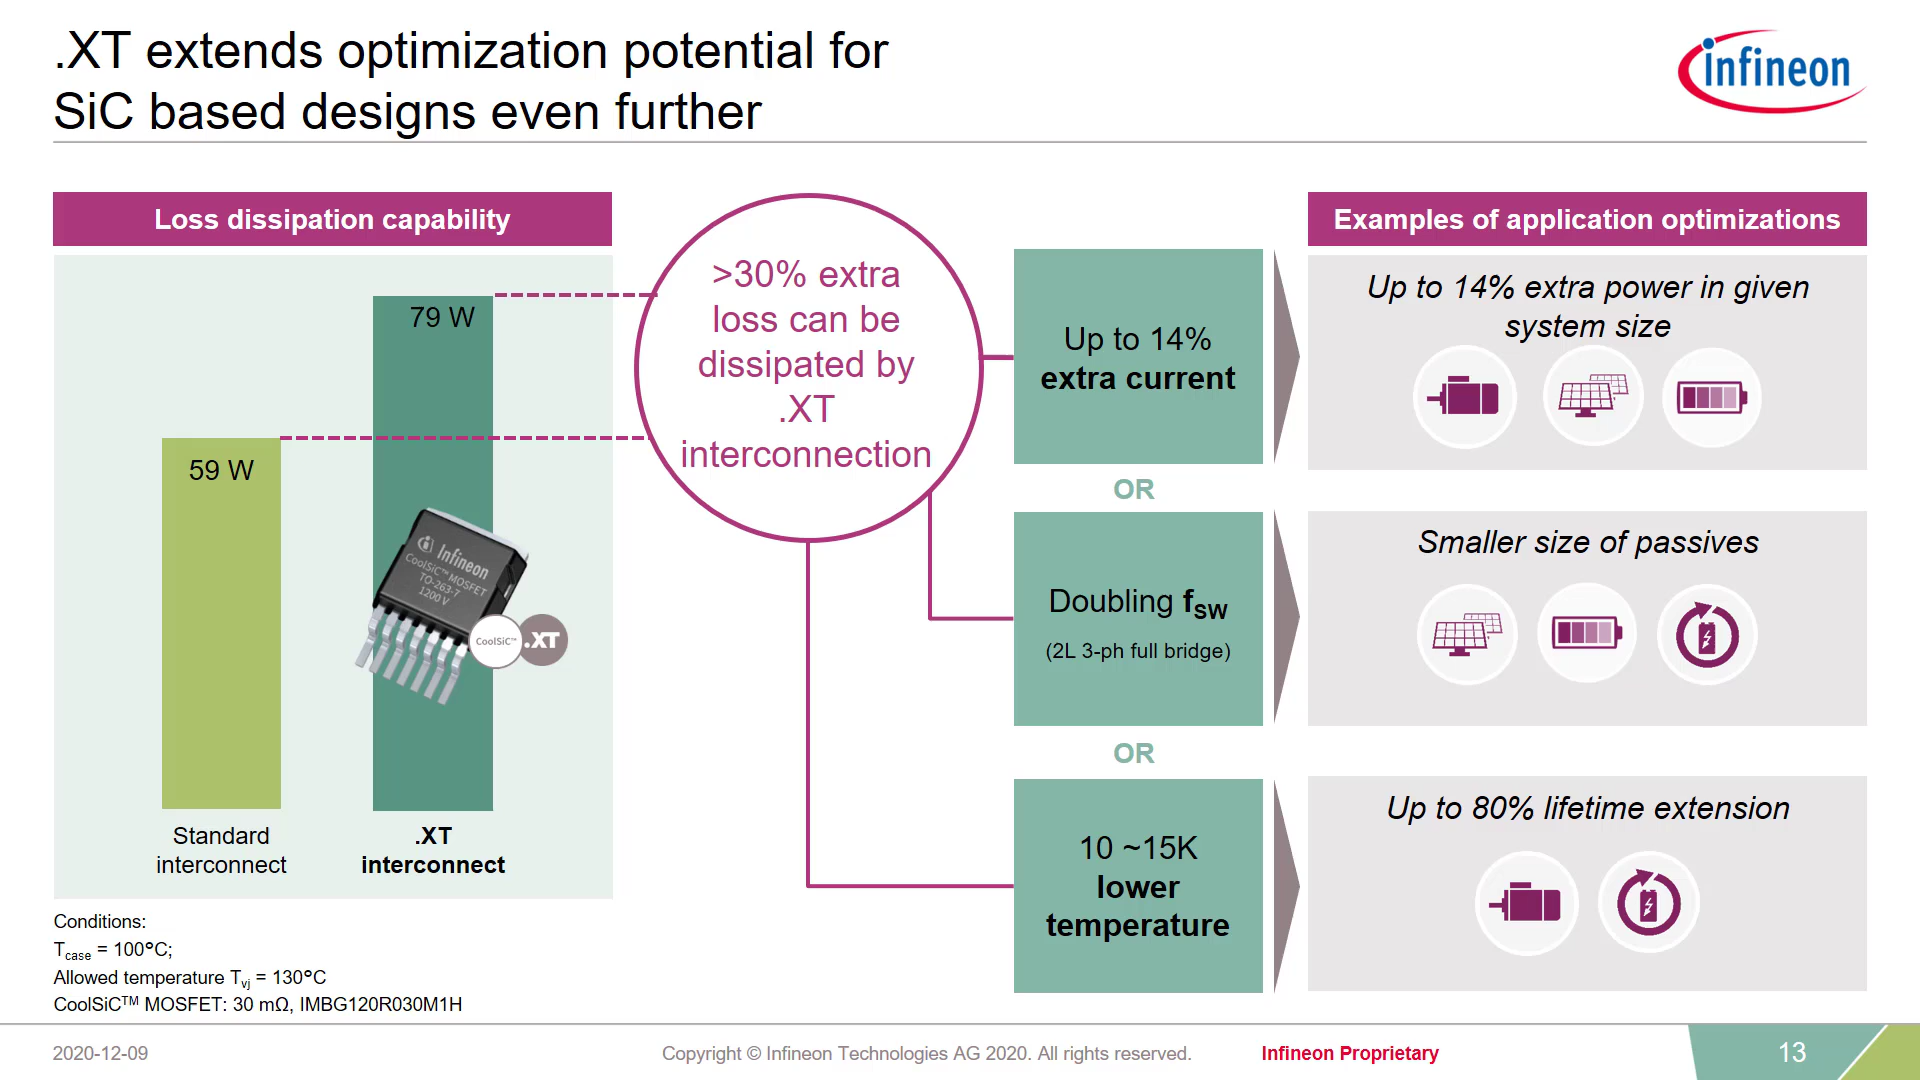 .XT extends optimization potential for
SiC based designs even further
infineon
Loss dissipation capability
79 W
59 W
Infineon
CoolSiC™ MOSFET
TO-263-7
1200 V
CoolSiC™
.XT
Standard
interconnect
.XT
interconnect
Conditions:
Tcase = 100°C;
Allowed temperature Tvj = 130°C
CoolSiC™ MOSFET: 30 mΩ, IMBG120R030M1H
>30% extra
loss can be
dissipated by
.XT
interconnection
Up to 14%
extra current
OR
Doubling fSW
(2L 3-ph full bridge)
OR
10 ~15K
lower
temperature
Examples of application optimizations
Up to 14% extra power in given
system size
Smaller size of passives
Up to 80% lifetime extension
2020-12-09
Copyright © Infineon Technologies AG 2020. All rights reserved.
Infineon Proprietary
13